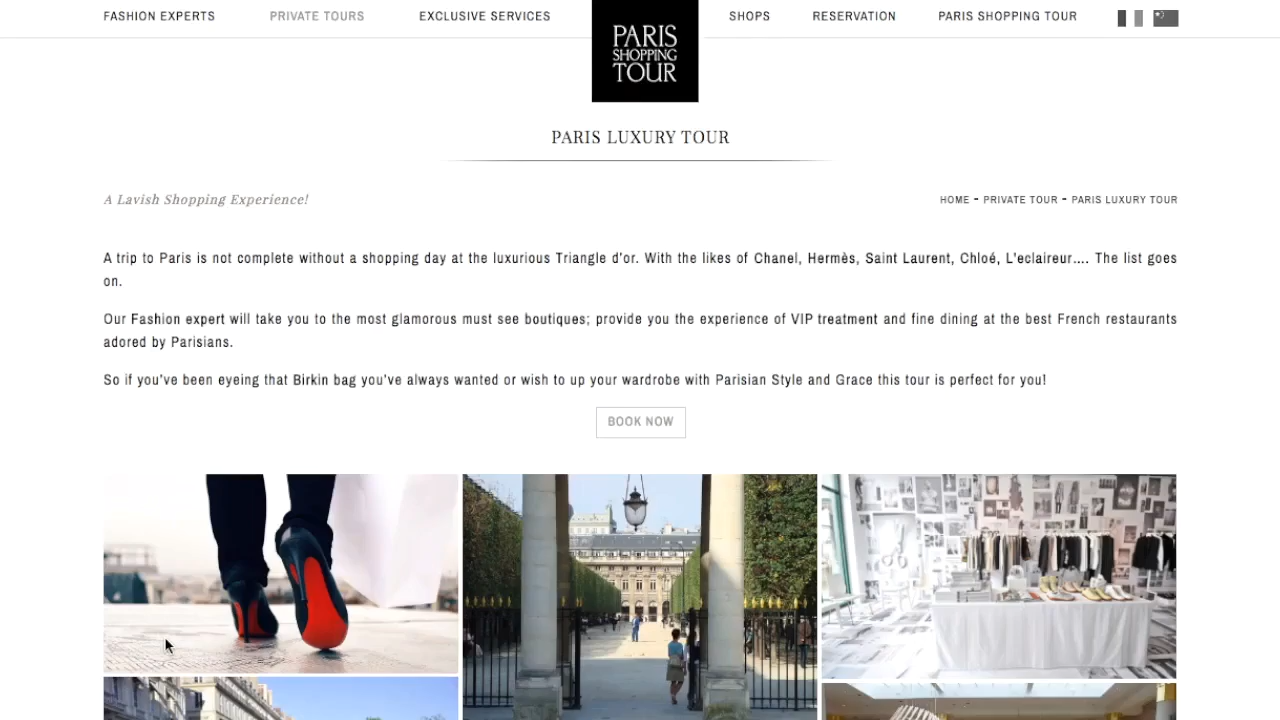 FASHION EXPERTS PRIVATE TOURS EXCLUSIVE SERVICES SHOPS RESERVATION PARIS SHOPPING TOUR
PARIS
SHOPPING
TOUR
PARIS LUXURY TOUR
A Lavish Shopping Experience!
HOME - PRIVATE TOUR - PARIS LUXURY TOUR
A trip to Paris is not complete without a shopping day at the luxurious Triangle d'or. With the likes of Chanel, Hermès, Saint Laurent, Chloé, L'eclaireur.... The list goes
on.
Our Fashion expert will take you to the most glamorous must see boutiques; provide you the experience of VIP treatment and fine dining at the best French restaurants
adored by Parisians.
So if you've been eyeing that Birkin bag you've always wanted or wish to up your wardrobe with Parisian Style and Grace this tour is perfect for you!
BOOK NOW